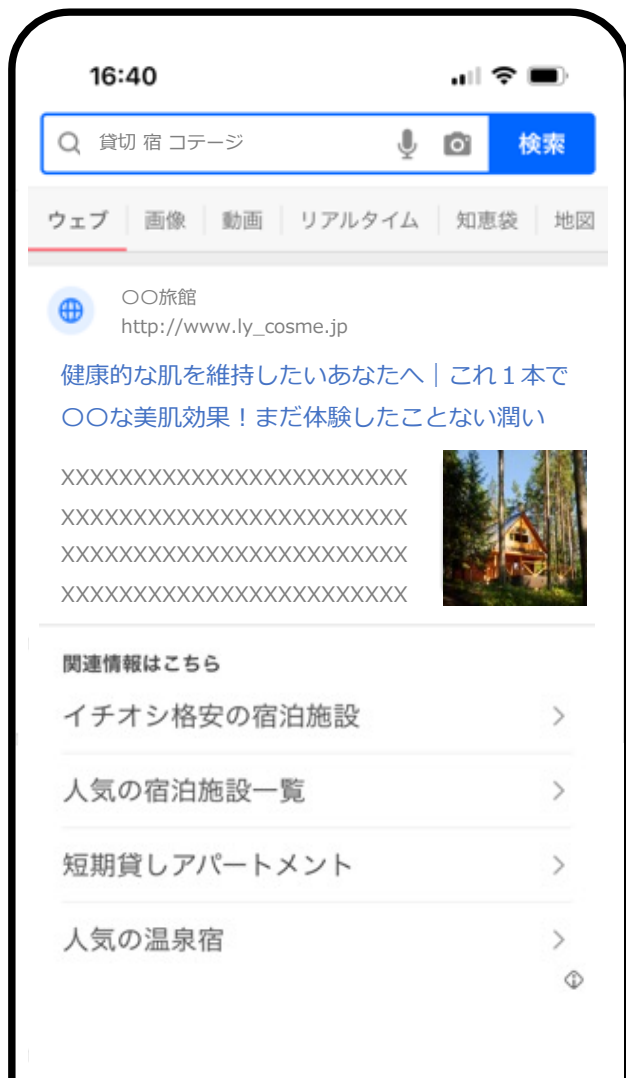 16:40
貸切 宿 コテージ
検索
ウェブ
画像
動画
リアルタイム
知恵袋
地図
〇〇旅館
http://www.ly_cosme.jp
健康的な肌を維持したいあなたへ｜これ１本で
〇〇な美肌効果！まだ体験したことない潤い
XXXXXXXXXXXXXXXXXXXXXXXX
XXXXXXXXXXXXXXXXXXXXXXXX
XXXXXXXXXXXXXXXXXXXXXXXX
XXXXXXXXXXXXXXXXXXXXXXXX
関連情報はこちら
イチオシ格安の宿泊施設
人気の宿泊施設一覧
短期貸しアパートメント
人気の温泉宿